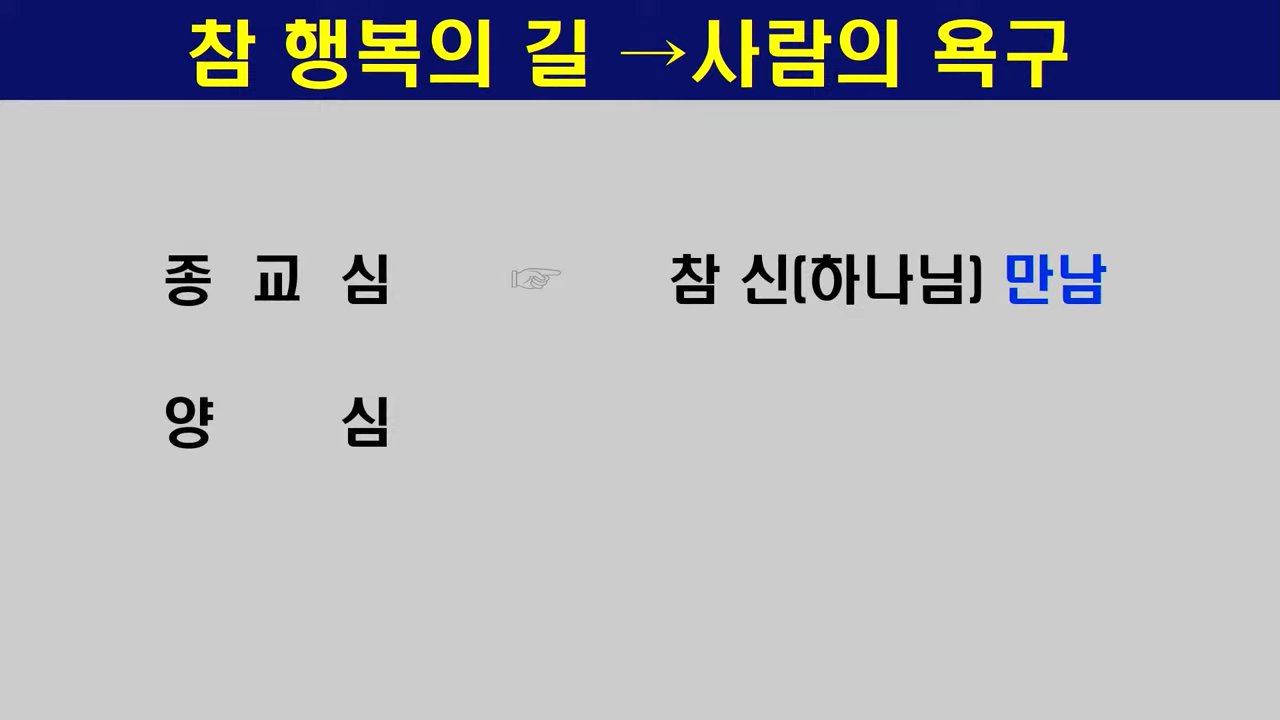 참 행복의 길 →사람의 욕구
종 교 심 ☞ 참 신(하나님) 만남
양 심